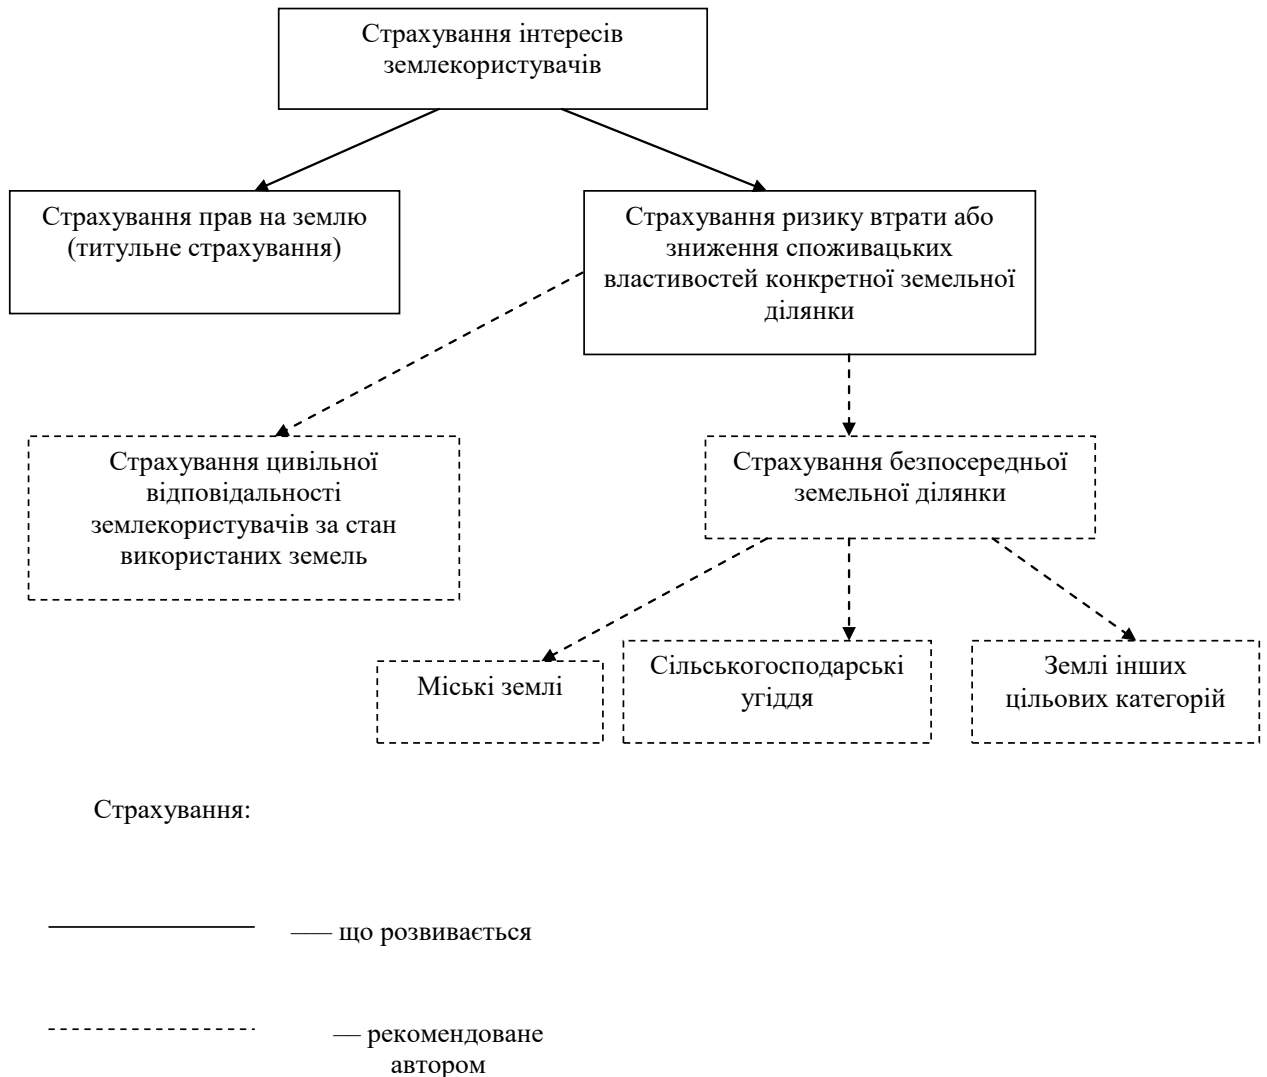 Страхування інтересів
землекористувачів
Страхування прав на землю
(титульне страхування)
Страхування ризику втрати або
зниження споживацьких
властивостей конкретної земельної
ділянки
Страхування цивільної
відповідальності
землекористувачів за стан
використаних земель
Страхування безпосередньої
земельної ділянки
Міські землі
Сільськогосподарські
угіддя
Землі інших
цільових категорій
Страхування:
—– що розвивається
— рекомендоване
автором